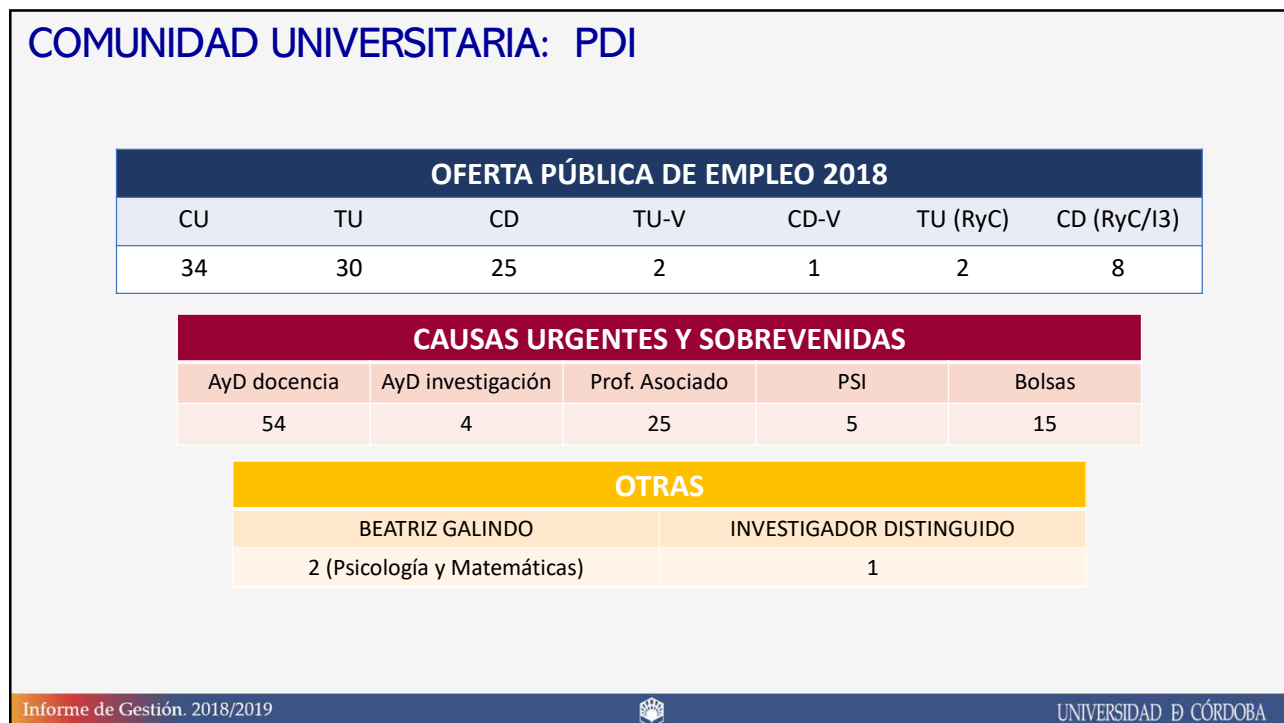 COMUNIDAD UNIVERSITARIA: PDI
OFERTA PÚBLICA DE EMPLEO 2018
CU TU CD TU-V CD-V TU (RyC) CD (RyC/I3)
34 30 25 2 1 2 8
CAUSAS URGENTES Y SOBREVENIDAS
AyD docencia AyD investigación Prof. Asociado PSI Bolsas
54 4 25 5 15
OTRAS
BEATRIZ GALINDO INVESTIGADOR DISTINGUIDO
2 (Psicología y Matemáticas) 1
Informe de Gestión. 2018/2019 UNIVERSIDAD Ð CÓRDOBA